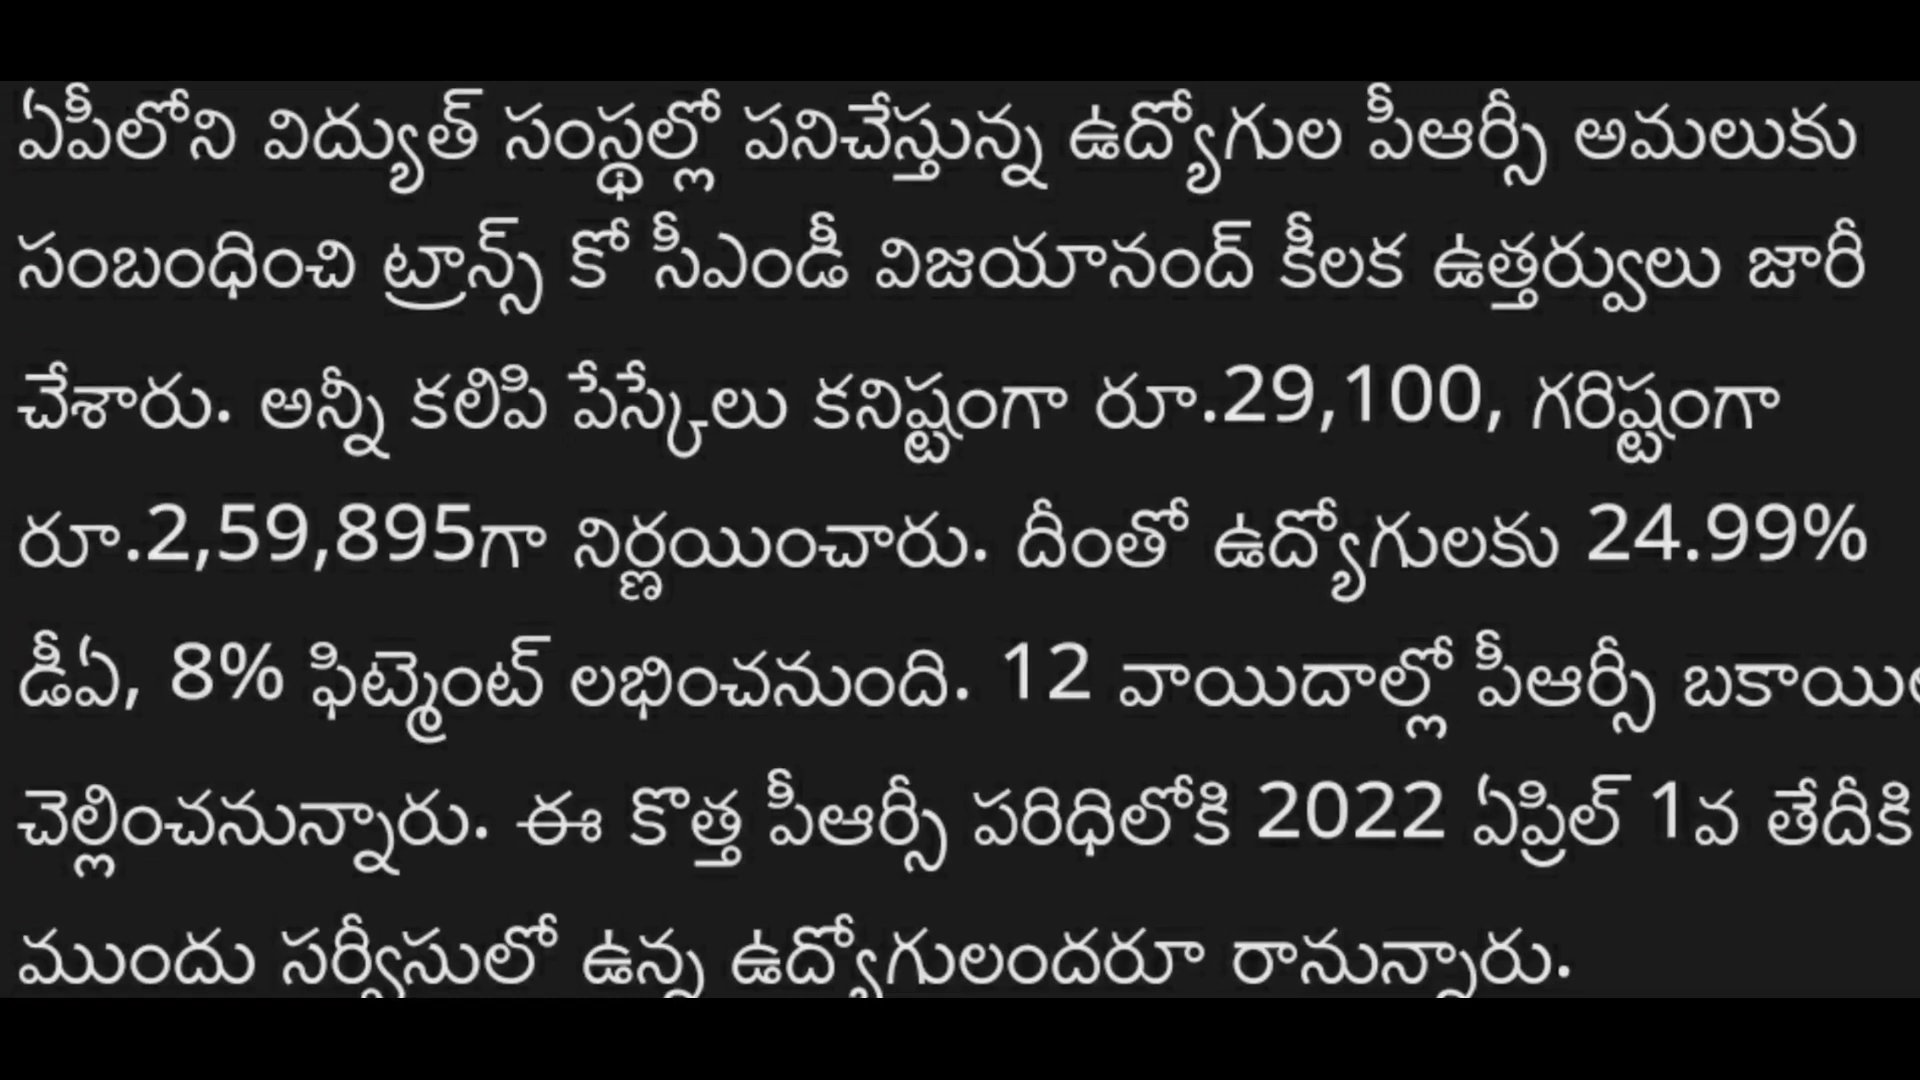 ఏపీలోని విద్యుత్ సంస్థల్లో పనిచేస్తున్న ఉద్యోగుల పీఆర్సీ అమలుకు
సంబంధించి ట్రాన్స్ కో సీఎండీ విజయానంద్ కీలక ఉత్తర్వులు జారీ
చేశారు. అన్నీ కలిపి పేస్కేలు కనిష్టంగా రూ.29,100, గరిష్టంగా
రూ.2,59,895గా నిర్ణయించారు. దీంతో ఉద్యోగులకు 24.99%
డీఏ, 8% ఫిట్మెంట్ లభించనుంది. 12 వాయిదాల్లో పీఆర్సీ
చెల్లించనున్నారు. ఈ కొత్త పీఆర్సీ పరిధిలోకి 2022 ఏప్రిల్ 1వ తేదీకి
ముందు సర్వీసులో ఉన్న ఉద్యోగులందరూ రానున్నారు.